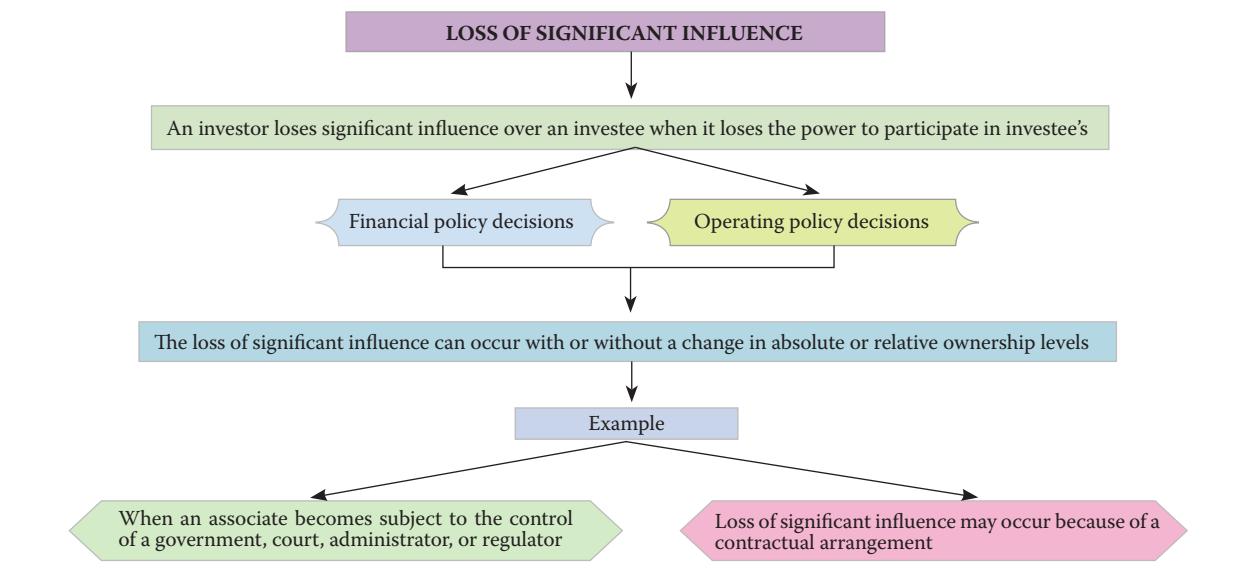 LOSS OF SIGNIFICANT INFLUENCE
An investor loses significant influence over an investee when it loses the power to participate in investee's
Financial policy decisions
Operating policy decisions
The loss of significant influence can occur with or without a change in absolute or relative ownership levels
Example
When an associate becomes subject to the control
of a government, court, administrator, or regulator
Loss of significant influence may occur because of a
contractual arrangement